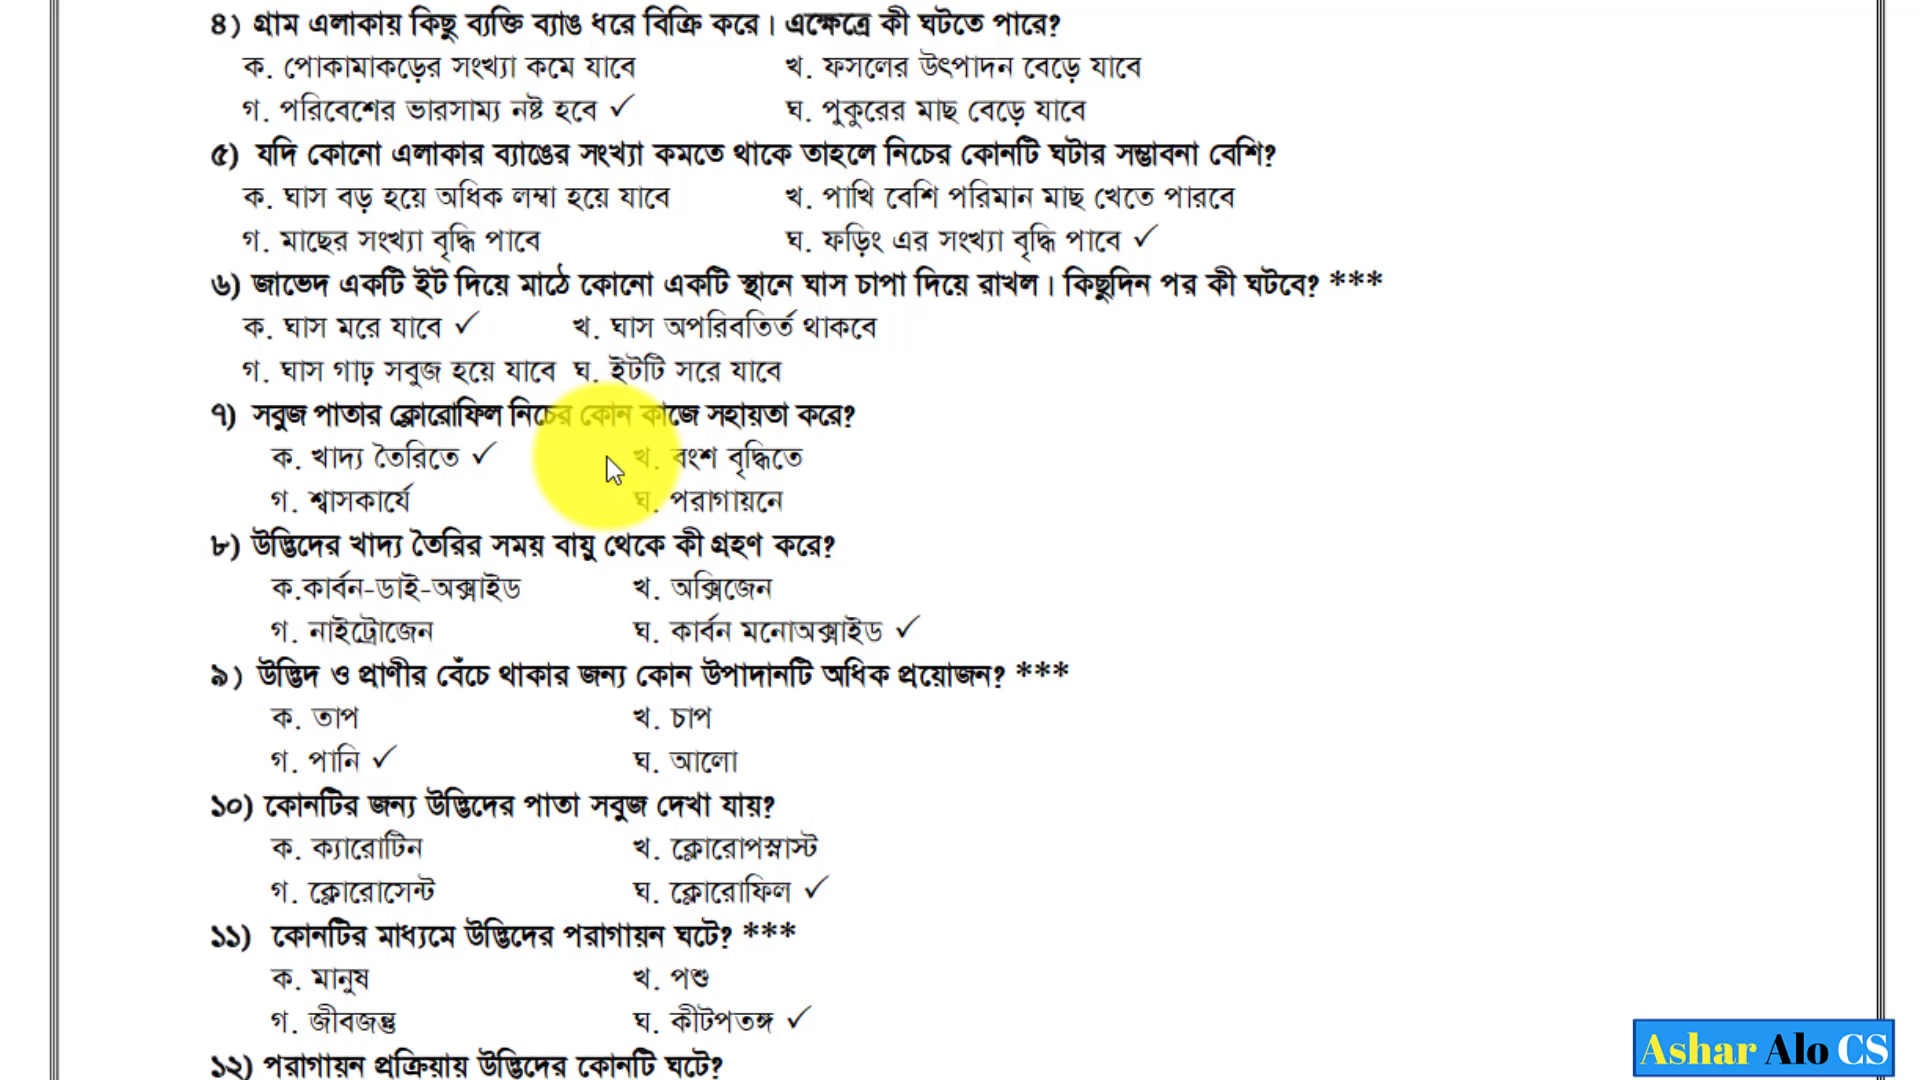 ৪) গ্রাম এলাকায় কিছু ব্যক্তি ব্যাঙ ধরে বিক্রি করে। এক্ষেত্রে কী ঘটতে পারে?
ক. পোকামাকড়ের সংখ্যা কমে যাবে খ. ফসলের উৎপাদন বেড়ে যাবে
গ. পরিবেশের ভারসাম্য নষ্ট হবে ✓ ঘ. পুকুরের মাছ বেড়ে যাবে
৫) যদি কোনো এলাকার ব্যাঙের সংখ্যা কমতে থাকে তাহলে নিচের কোনটি ঘটার সম্ভাবনা বেশি?
ক. ঘাস বড় হয়ে অধিক লম্বা হয়ে যাবে খ. পাখি বেশি পরিমান মাছ খেতে পারবে
গ. মাছের সংখ্যা বৃদ্ধি পাবে ঘ. ফড়িং এর সংখ্যা বৃদ্ধি পাবে ✓
৬) জাভেদ একটি ইট দিয়ে মাঠে কোনো একটি স্থানে ঘাস চাপা দিয়ে রাখল। কিছুদিন পর কী ঘটবে? ***
ক. ঘাস মরে যাবে ✓ খ. ঘাস অপরিবতির্ত থাকবে
গ. ঘাস গাঢ় সবুজ হয়ে যাবে ঘ. ইটটি সরে যাবে
৭) সবুজ পাতার ক্লোরোফিল নিচের কোন কাজে সহায়তা করে?
ক. খাদ্য তৈরিতে ✓ খ. বংশ বৃদ্ধিতে
গ. শ্বাসকার্যে ঘ. পরাগায়নে
৮) উদ্ভিদের খাদ্য তৈরির সময় বায়ু থেকে কী গ্রহণ করে?
ক.কার্বন-ডাই-অক্সাইড খ. অক্সিজেন
গ. নাইট্রোজেন ঘ. কার্বন মনোঅক্সাইড ✓
৯) উদ্ভিদ ও প্রাণীর বেঁচে থাকার জন্য কোন উপাদানটি অধিক প্রয়োজন? ***
ক. তাপ খ. চাপ
গ. পানি ✓ ঘ. আলো
১০) কোনটির জন্য উদ্ভিদের পাতা সবুজ দেখা যায়?
ক. ক্যারোটিন খ. ক্লোরোপস্নাস্ট
গ. ক্লোরোসেন্ট ঘ. ক্লোরোফিল ✓
১১) কোনটির মাধ্যমে উদ্ভিদের পরাগায়ন ঘটে? ***
ক. মানুষ খ. পশু
গ. জীবজন্তু ঘ. কীটপতঙ্গ ✓
১২) পরাগায়ন প্রক্রিয়ায় উদ্ভিদের কোনটি ঘটে?
Ashar Alo CS